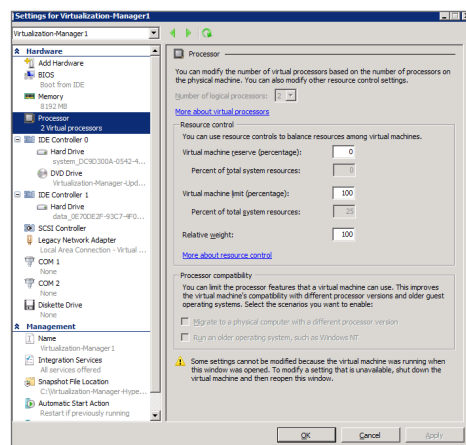 Settings for Virtualization-Manager1
Virtualization-Manager1
Hardware
Add Hardware
BIOS
Boot from IDE
Memory
8192 MB
Processor
2 Virtual processors
IDE Controller 0
Hard Drive
system_DC9D300A-0542-4...
DVD Drive
Virtualization-Manager-Upd...
IDE Controller 1
Hard Drive
data_0E70DE2F-93C7-4F0...
SCSI Controller
Legacy Network Adapter
Local Area Connection - Virtual ...
COM 1
None
COM 2
None
Diskette Drive
None
Management
Name
Virtualization-Manager1
Integration Services
All services offered
Snapshot File Location
C:\Virtualization-Manager-Hype...
Automatic Start Action
Restart if previously running
Processor
You can modify the number of virtual processors based on the number of processors on
the physical machine. You can also modify other resource control settings.
Number of logical processors: 2
More about virtual processors
Resource control
You can use resource controls to balance resources among virtual machines.
Virtual machine reserve (percentage): 0
Percent of total system resources: 0
Virtual machine limit (percentage): 100
Percent of total system resources: 25
Relative weight: 100
More about resource control
Processor compatibility
You can limit the processor features that a virtual machine can use. This improves
the virtual machine's compatibility with different processor versions and older guest
operating systems. Select the scenarios you want to enable:
Migrate to a physical computer with a different processor version
Run an older operating system, such as Windows NT
Some settings cannot be modified because the virtual machine was running when
this window was opened. To modify a setting that is unavailable, shut down the
virtual machine and then reopen this window.
OK Cancel Apply